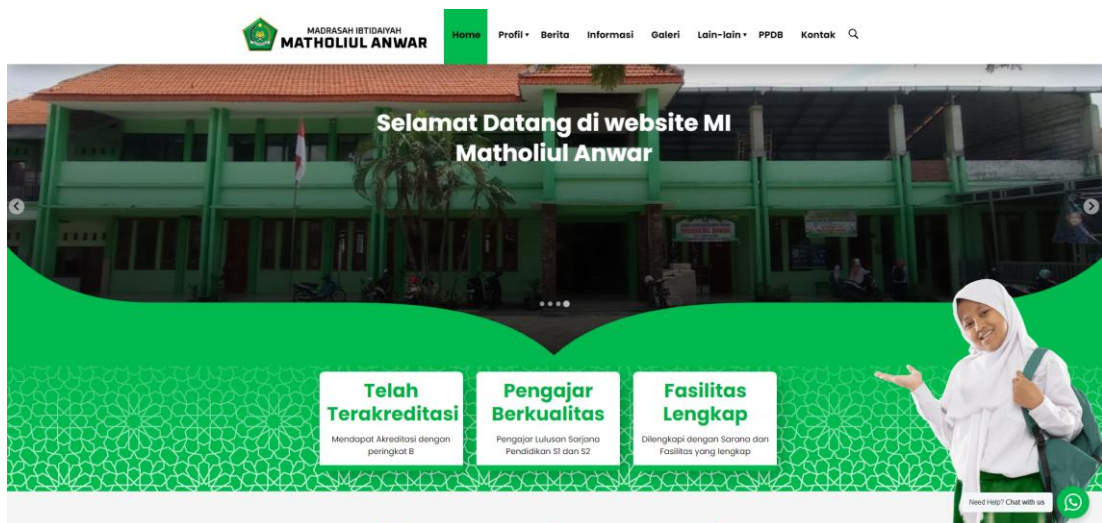 MADRASAH IBTIDAIYAH
MATHOLIUL ANWAR
Home Profil Berita Informasi Galeri Lain-lain PPDB Kontak
Selamat Datang di website MI
Matholiul Anwar
Telah
Terakreditasi
Mendapat Akreditasi dengan
peringkat B
Pengajar
Berkualitas
Pengajar Lulusan Sarjana
Pendidikan S1 dan S2
Fasilitas
Lengkap
Dilengkapi dengan Sarana dan
Fasilitas yang lengkap
Need Help? Chat with us